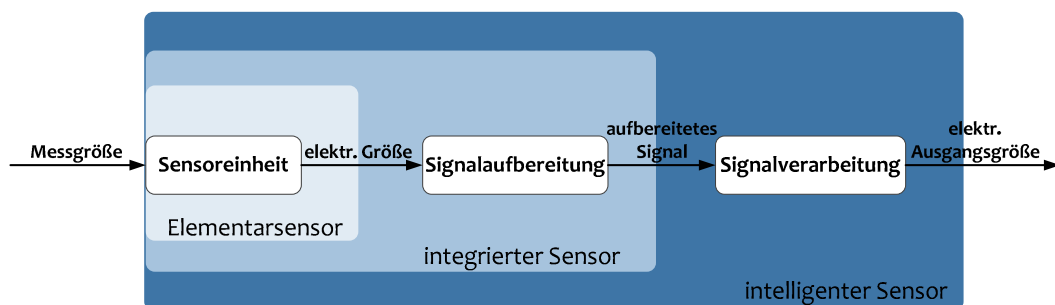 Messgröße
Sensoreinheit
elektr. Größe
Signalaufbereitung
aufbereitetes
Signal
Signalverarbeitung
elektr.
Ausgangsgröße
Elementarsensor
integrierter Sensor
intelligenter Sensor